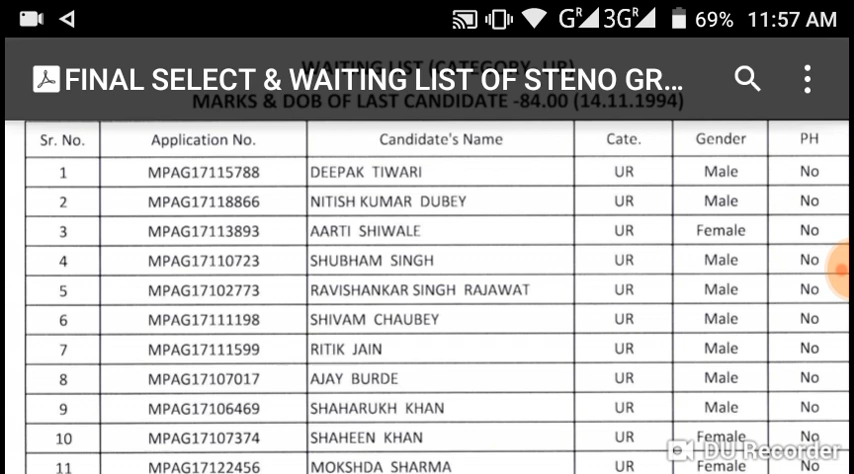 69% 11:57 AM
WAITING LIST (CATEGORY- UR)
FINAL SELECT & WAITING LIST OF STENO GR...
MARKS & DOB OF LAST CANDIDATE -84.00 (14.11.1994)
Sr. No. Application No. Candidate's Name Cate. Gender PH
1 MPAG17115788 DEEPAK TIWARI UR Male No
2 MPAG17118866 NITISH KUMAR DUBEY UR Male No
3 MPAG17113893 AARTI SHIWALE UR Female No
4 MPAG17110723 SHUBHAM SINGH UR Male No
5 MPAG17102773 RAVISHANKAR SINGH RAJAWAT UR Male No
6 MPAG17111198 SHIVAM CHAUBEY UR Male No
7 MPAG17111599 RITIK JAIN UR Male No
8 MPAG17107017 AJAY BURDE UR Male No
9 MPAG17106469 SHAHARUKH KHAN UR Male No
10 MPAG17107374 SHAHEEN KHAN UR Female No
DU Recorder
11 MPAG17122456 MOKSHDA SHARMA UR Female No